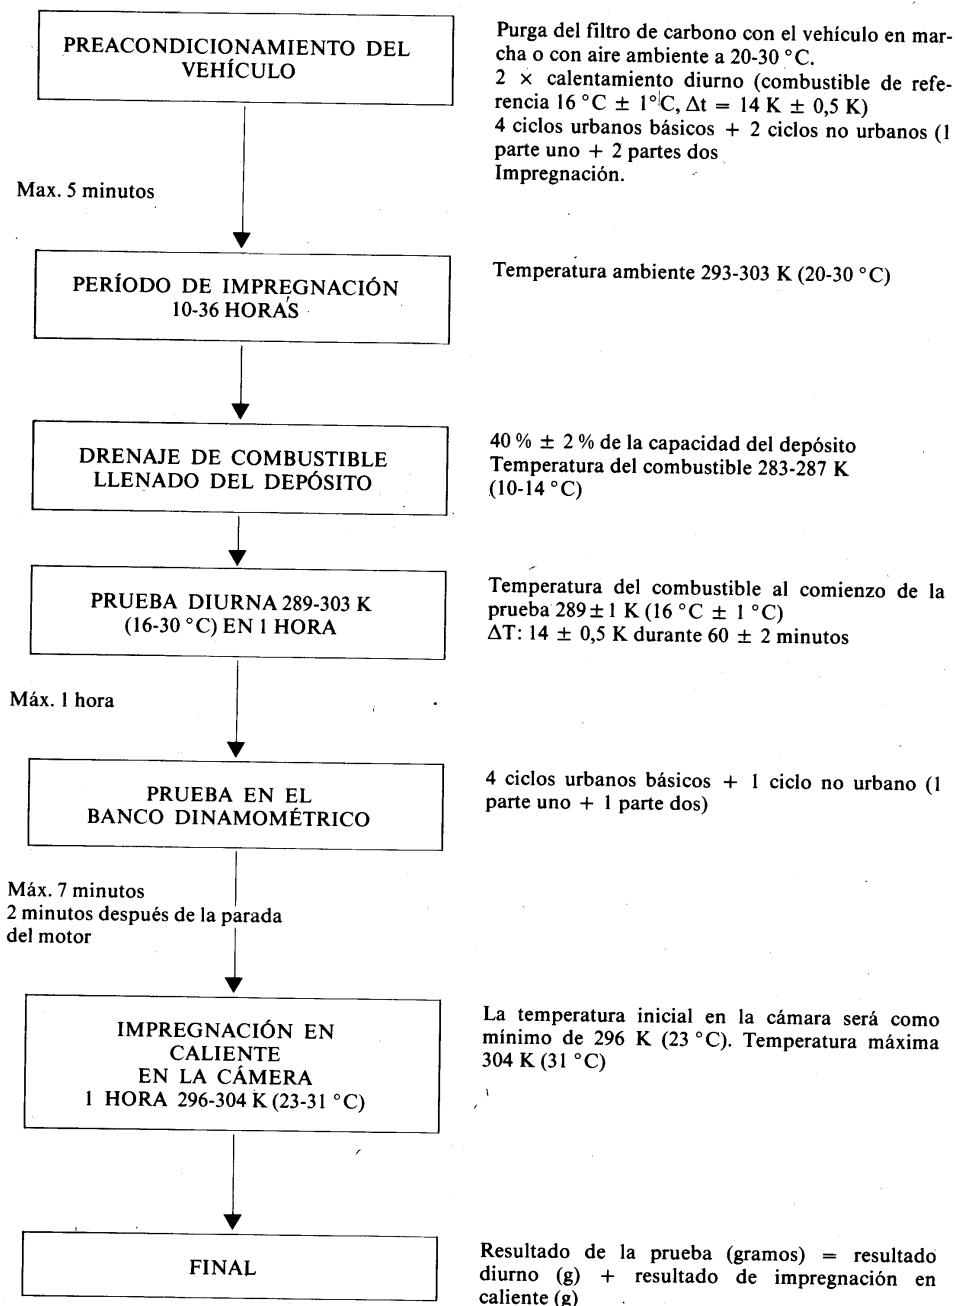 PREACONDICIONAMIENTO DEL
VEHÍCULO
Purga del filtro de carbono con el vehículo en mar-
cha o con aire ambiente a 20-30 °C.
2 × calentamiento diurno (combustible de refe-
rencia 16 °C ± 1°C, Δt = 14 K ± 0,5 K)
4 ciclos urbanos básicos + 2 ciclos no urbanos (1
parte uno + 2 partes dos
Impregnación.
Max. 5 minutos
PERÍODO DE IMPREGNACIÓN
10-36 HORAS
Temperatura ambiente 293-303 K (20-30 °C)
DRENAJE DE COMBUSTIBLE
LLENADO DEL DEPÓSITO
40 % ± 2 % de la capacidad del depósito
Temperatura del combustible 283-287 K
(10-14 °C)
PRUEBA DIURNA 289-303 K
(16-30 °C) EN 1 HORA
Temperatura del combustible al comienzo de la
prueba 289 ± 1 K (16 °C ± 1 °C)
ΔT: 14 ± 0,5 K durante 60 ± 2 minutos
Máx. 1 hora
PRUEBA EN EL
BANCO DINAMOMÉTRICO
4 ciclos urbanos básicos + 1 ciclo no urbano (1
parte uno + 1 parte dos)
Máx. 7 minutos
2 minutos después de la parada
del motor
IMPREGNACIÓN EN
CALIENTE
EN LA CÁMERA
1 HORA 296-304 K (23-31 °C)
La temperatura inicial en la cámara será como
mínimo de 296 K (23 °C). Temperatura máxima
304 K (31 °C)
FINAL
Resultado de la prueba (gramos) = resultado
diurno (g) + resultado de impregnación en
caliente (g)